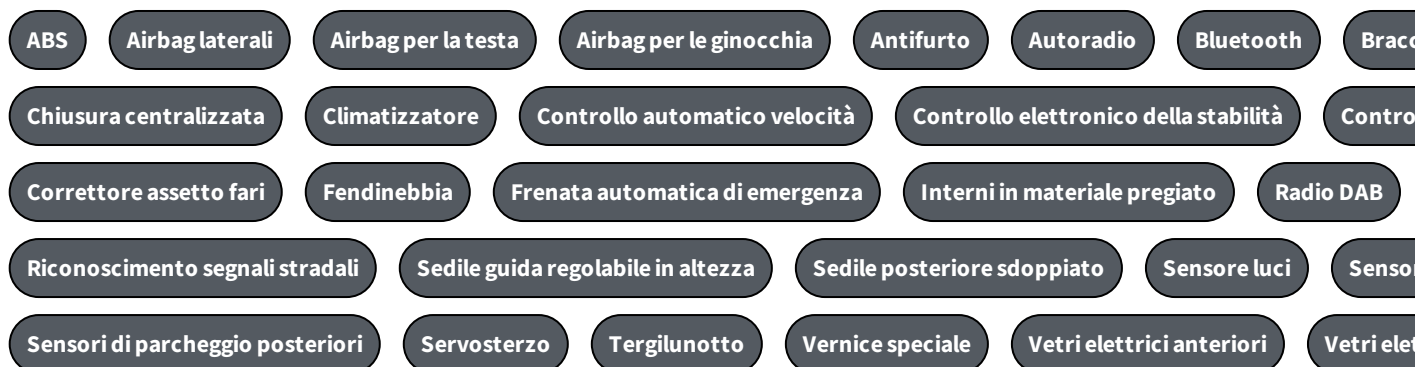 ABS Airbag laterali Airbag per la testa Airbag per le ginocchia Antifurto Autoradio Bluetooth
Chiusura centralizzata Climatizzatore Controllo automatico velocità Controllo elettronico della stabilità
Correttore assetto fari Fendinebbia Frenata automatica di emergenza Interni in materiale pregiato Radio DAB
Riconoscimento segnali stradali Sedile guida regolabile in altezza Sedile posteriore sdoppiato Sensore luci
Sensori di parcheggio posteriori Servosterzo Tergilunotto Vernice speciale Vetri elettrici anteriori Vetri